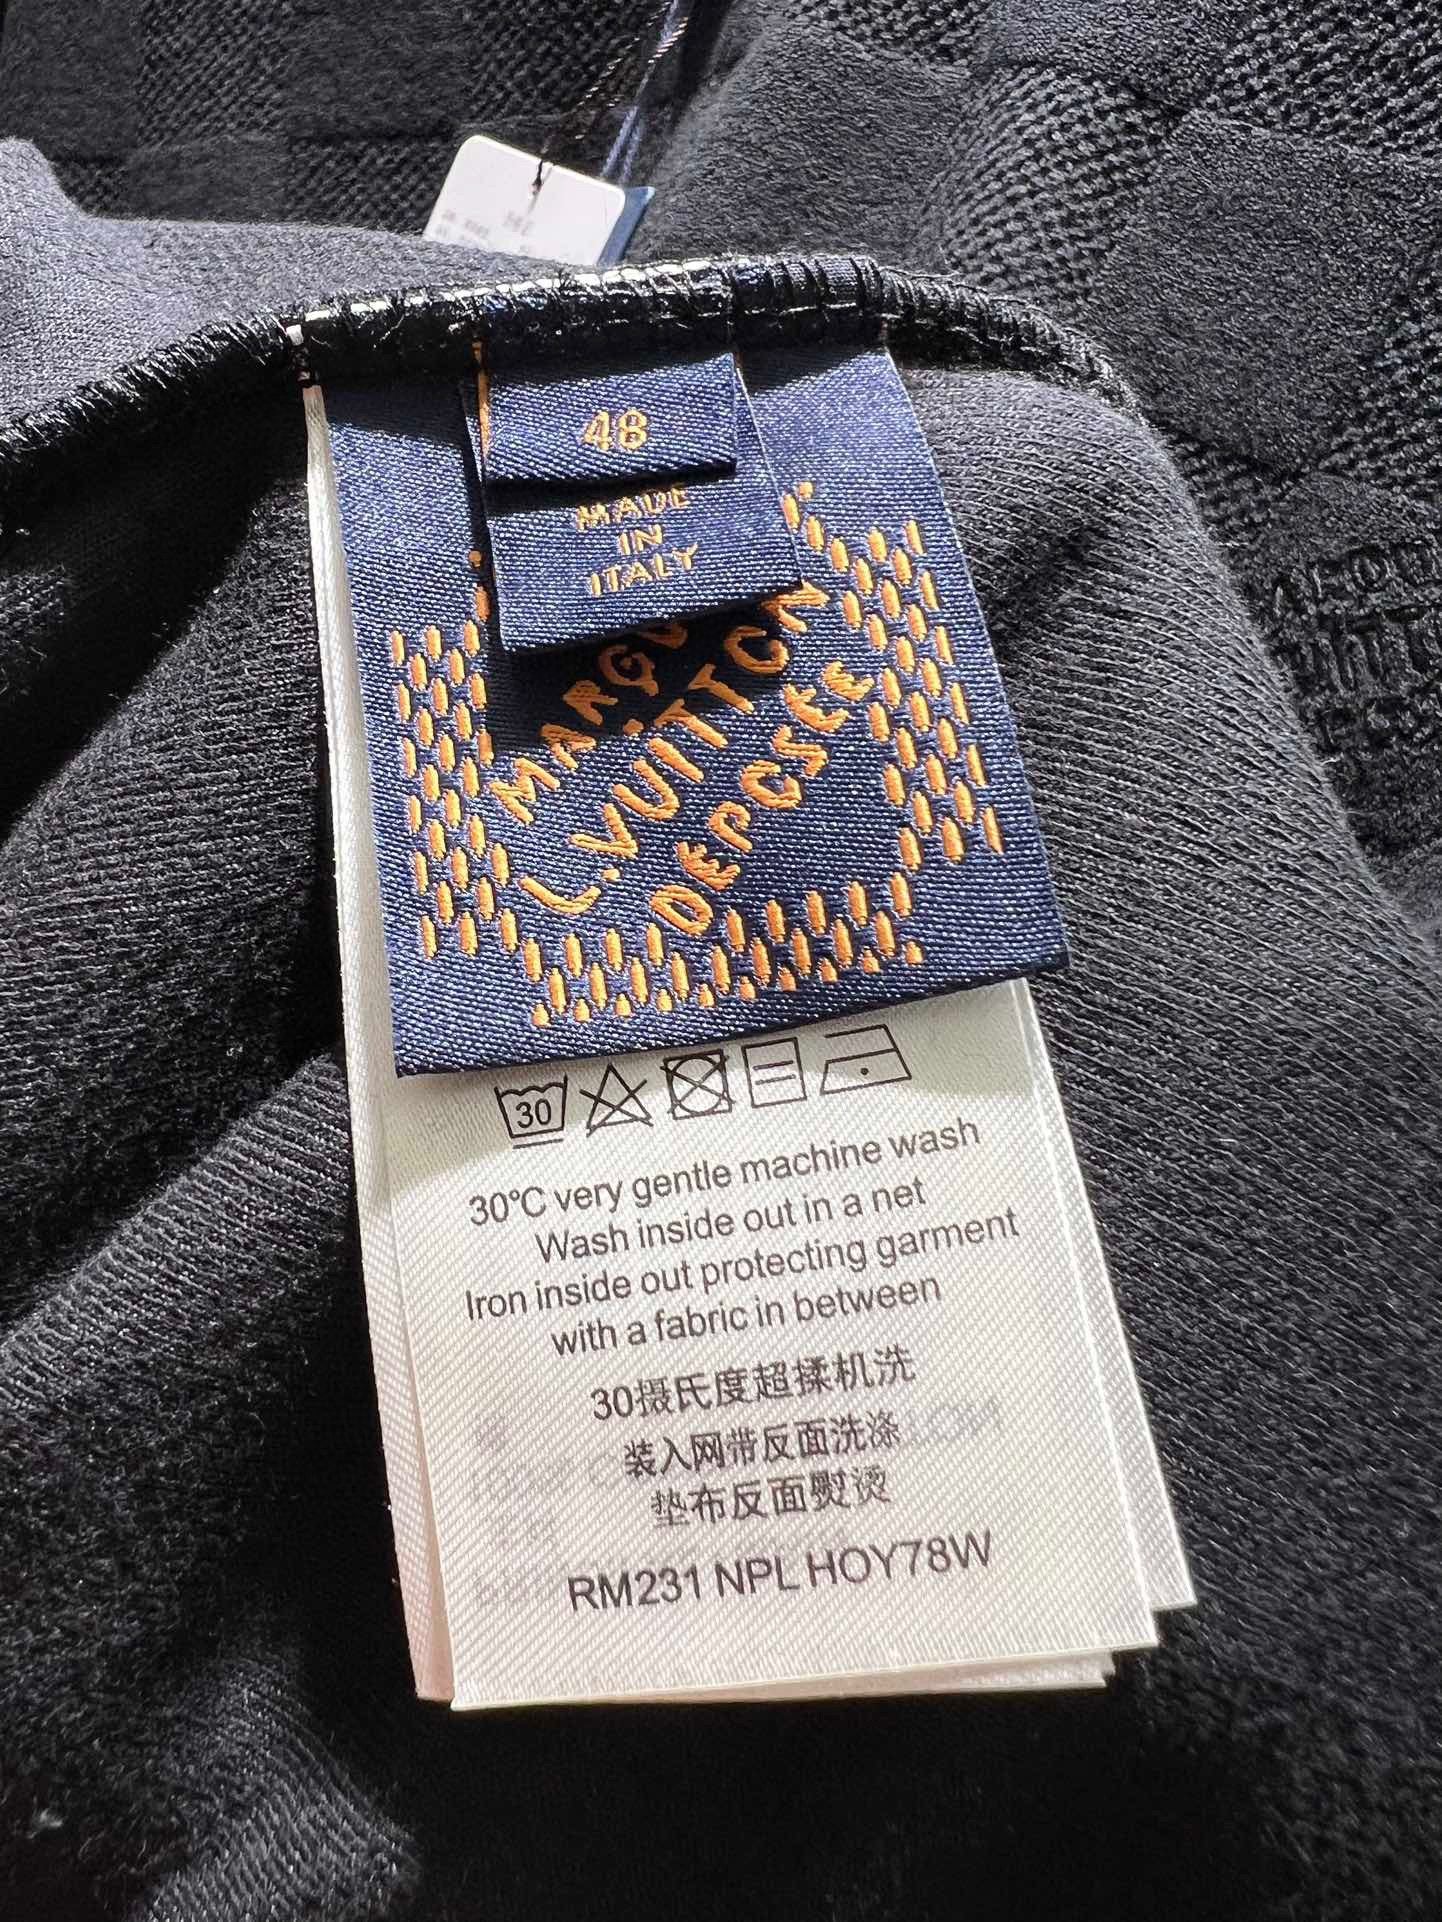 48
MADE
IN
ITALY
L.VUITTON
DEPOSEE
30
30°C very gentle machine wash
Wash inside out in a net
Iron inside out protecting garment
with a fabric in between
30摄氏度超揉机洗
装入网带反面洗涤
垫布反面熨烫
RM231 NPL HOY78W